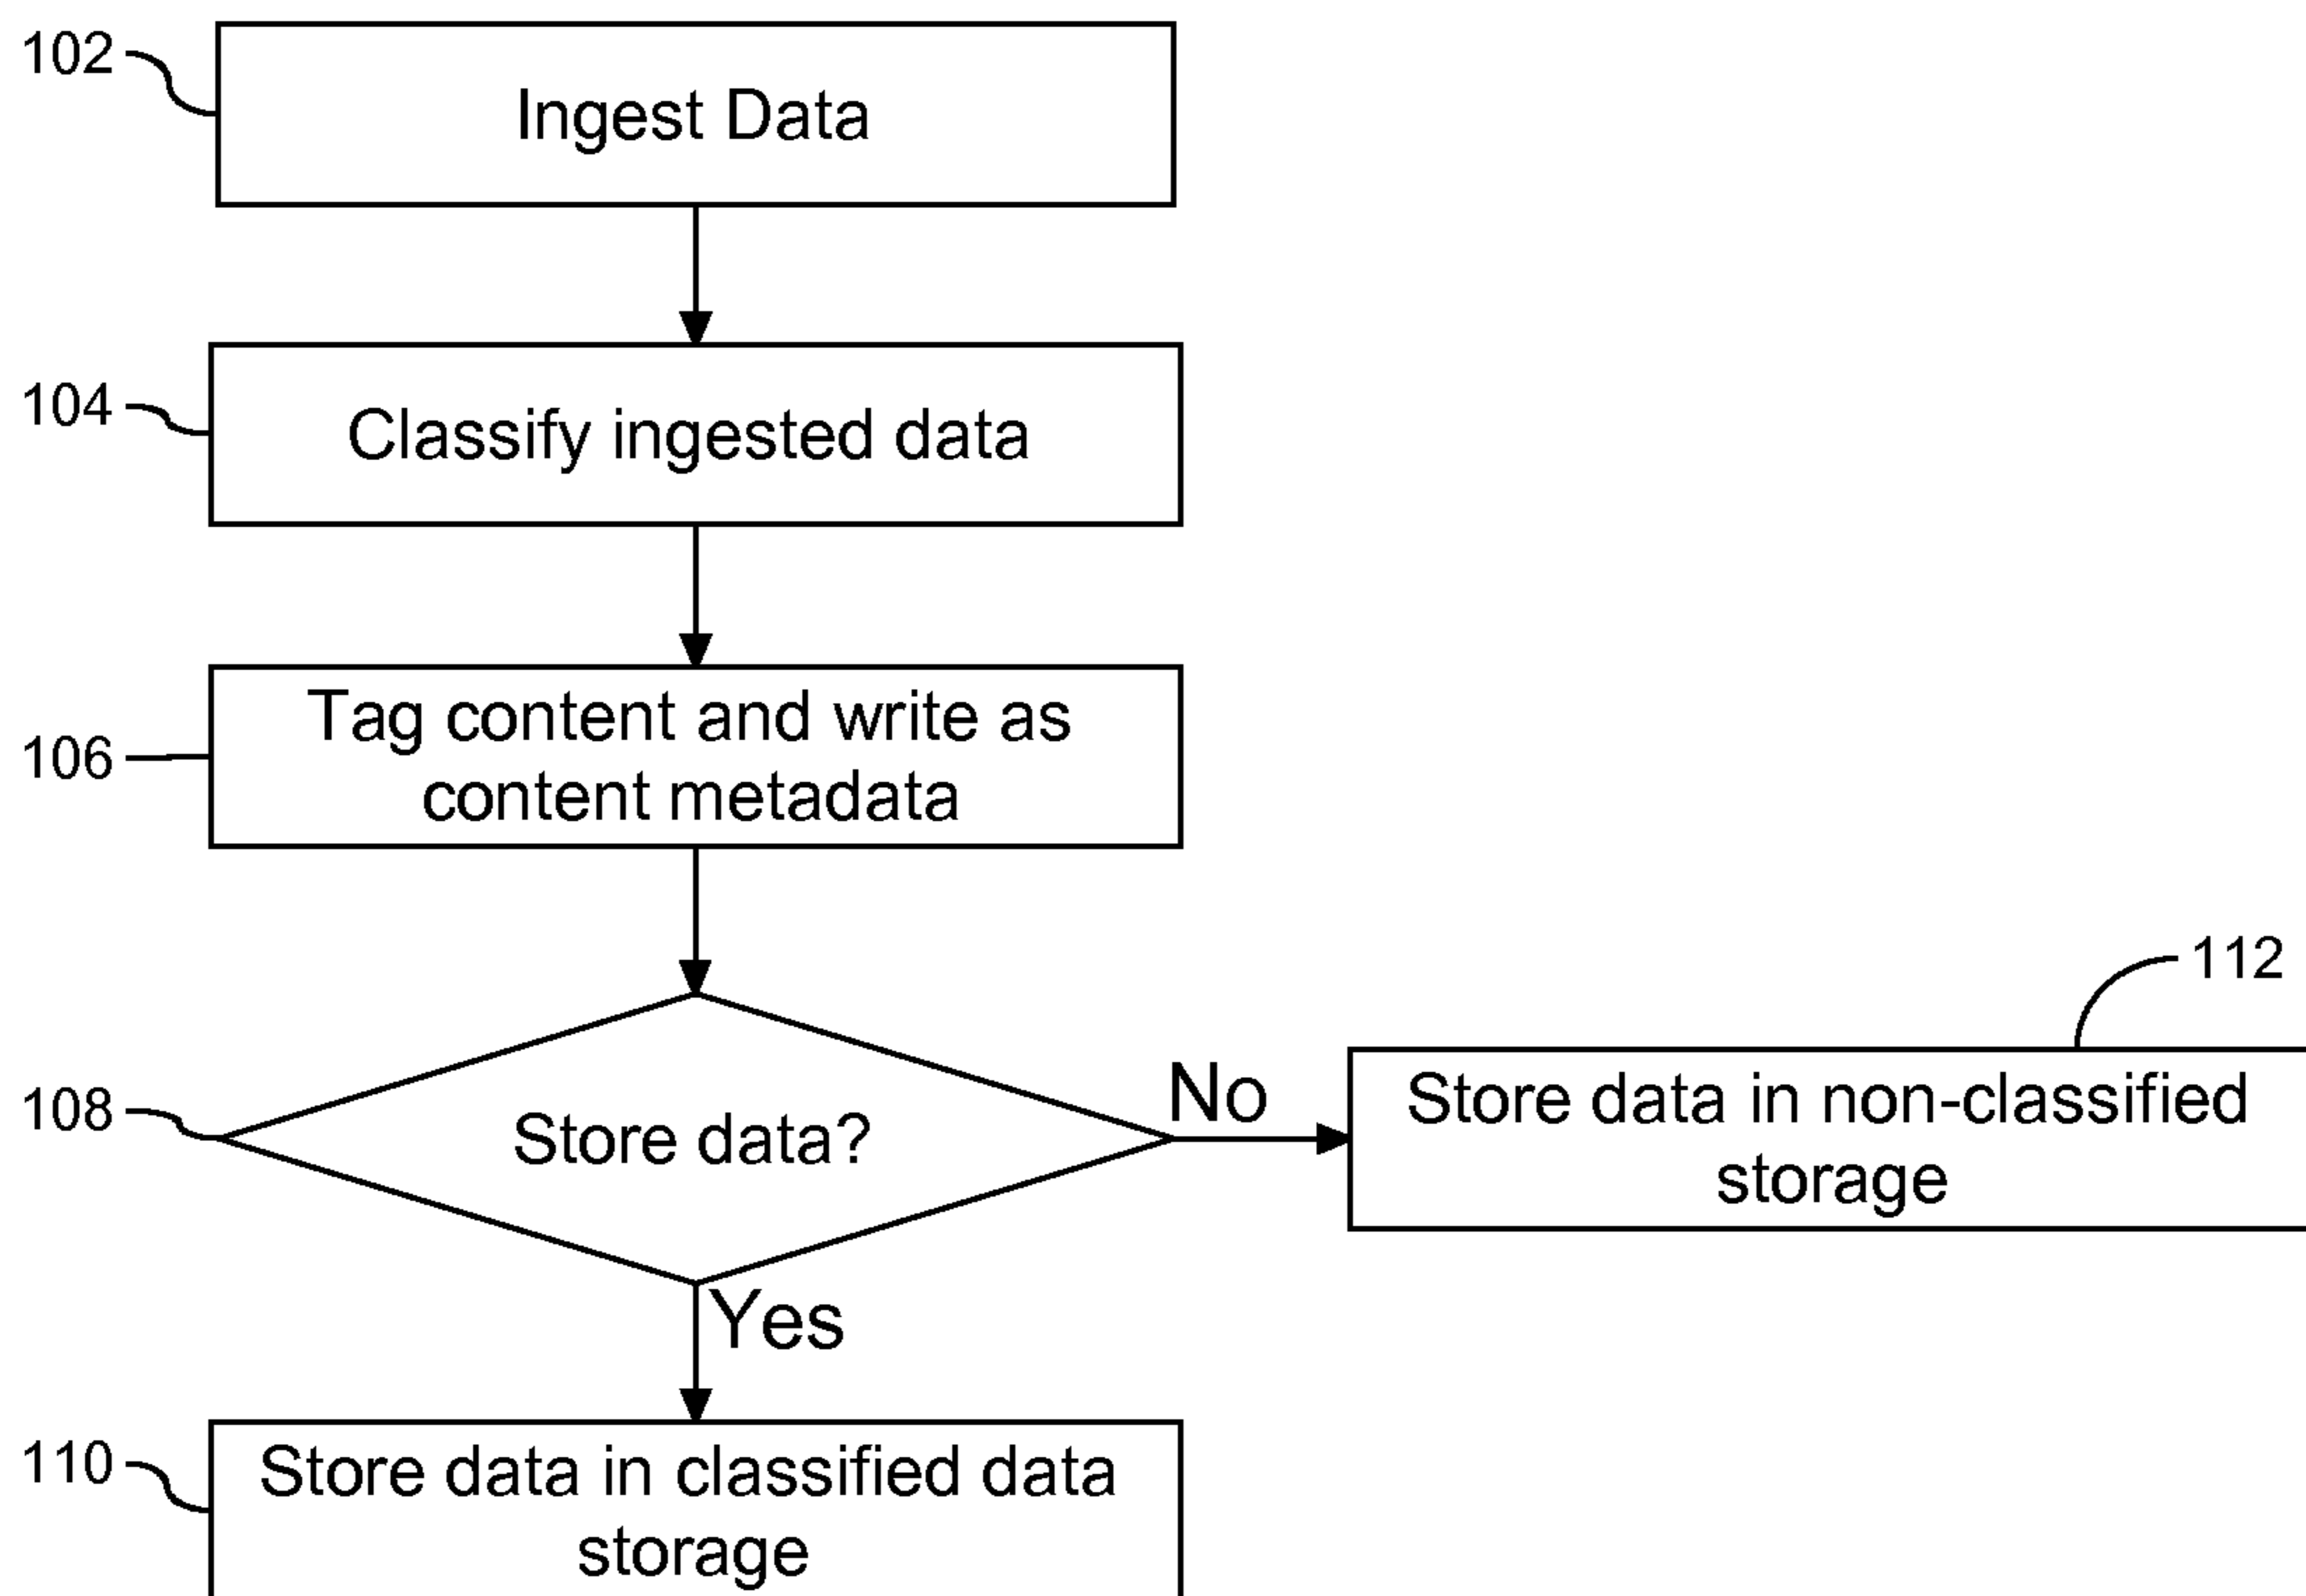 102
Ingest Data
104
Classify ingested data
106
Tag content and write as
content metadata
108
Store data?
No
112
Store data in non-classified
storage
Yes
110
Store data in classified data
storage